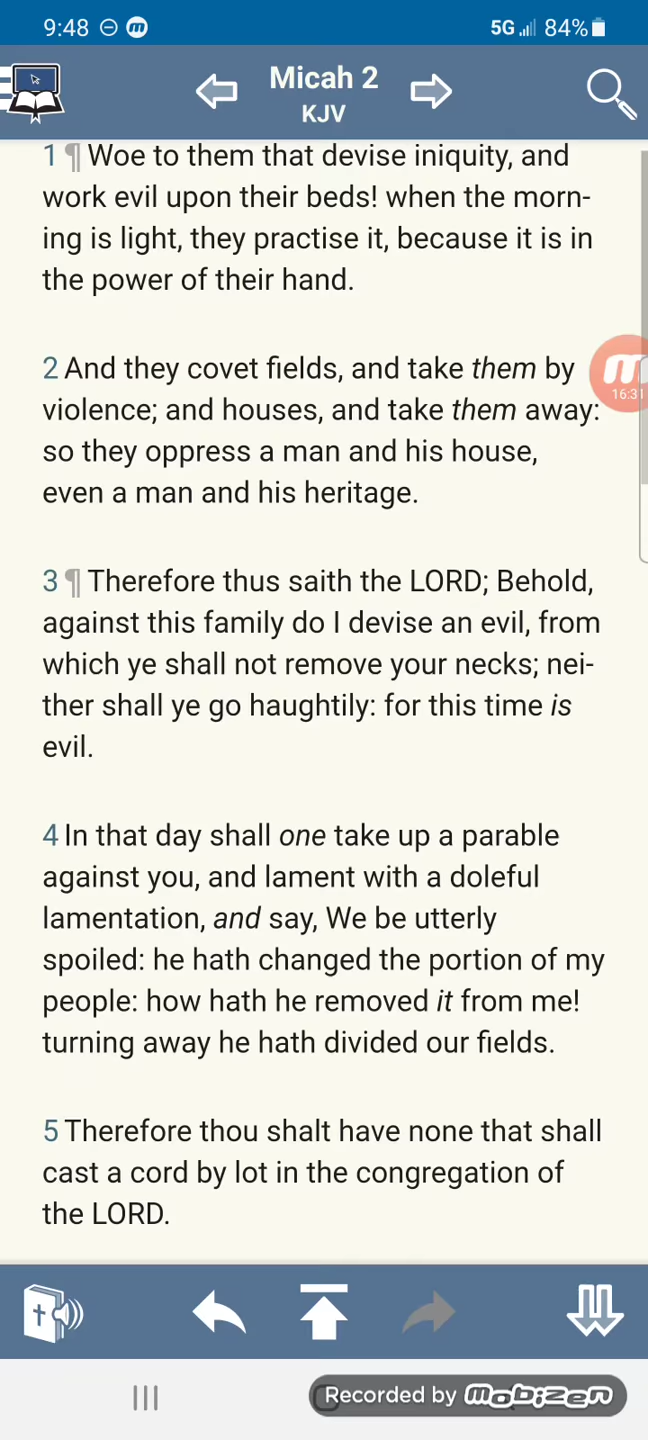 9:48
5G 84%
Micah 2
KJV
1 ¶ Woe to them that devise iniquity, and
work evil upon their beds! when the morn-
ing is light, they practise it, because it is in
the power of their hand.
2 And they covet fields, and take them by
violence; and houses, and take them away:
so they oppress a man and his house,
even a man and his heritage.
16:31
3 ¶ Therefore thus saith the LORD; Behold,
against this family do I devise an evil, from
which ye shall not remove your necks; nei-
ther shall ye go haughtily: for this time is
evil.
4 In that day shall one take up a parable
against you, and lament with a doleful
lamentation, and say, We be utterly
spoiled: he hath changed the portion of my
people: how hath he removed it from me!
turning away he hath divided our fields.
5 Therefore thou shalt have none that shall
cast a cord by lot in the congregation of
the LORD.
Recorded by mobizen